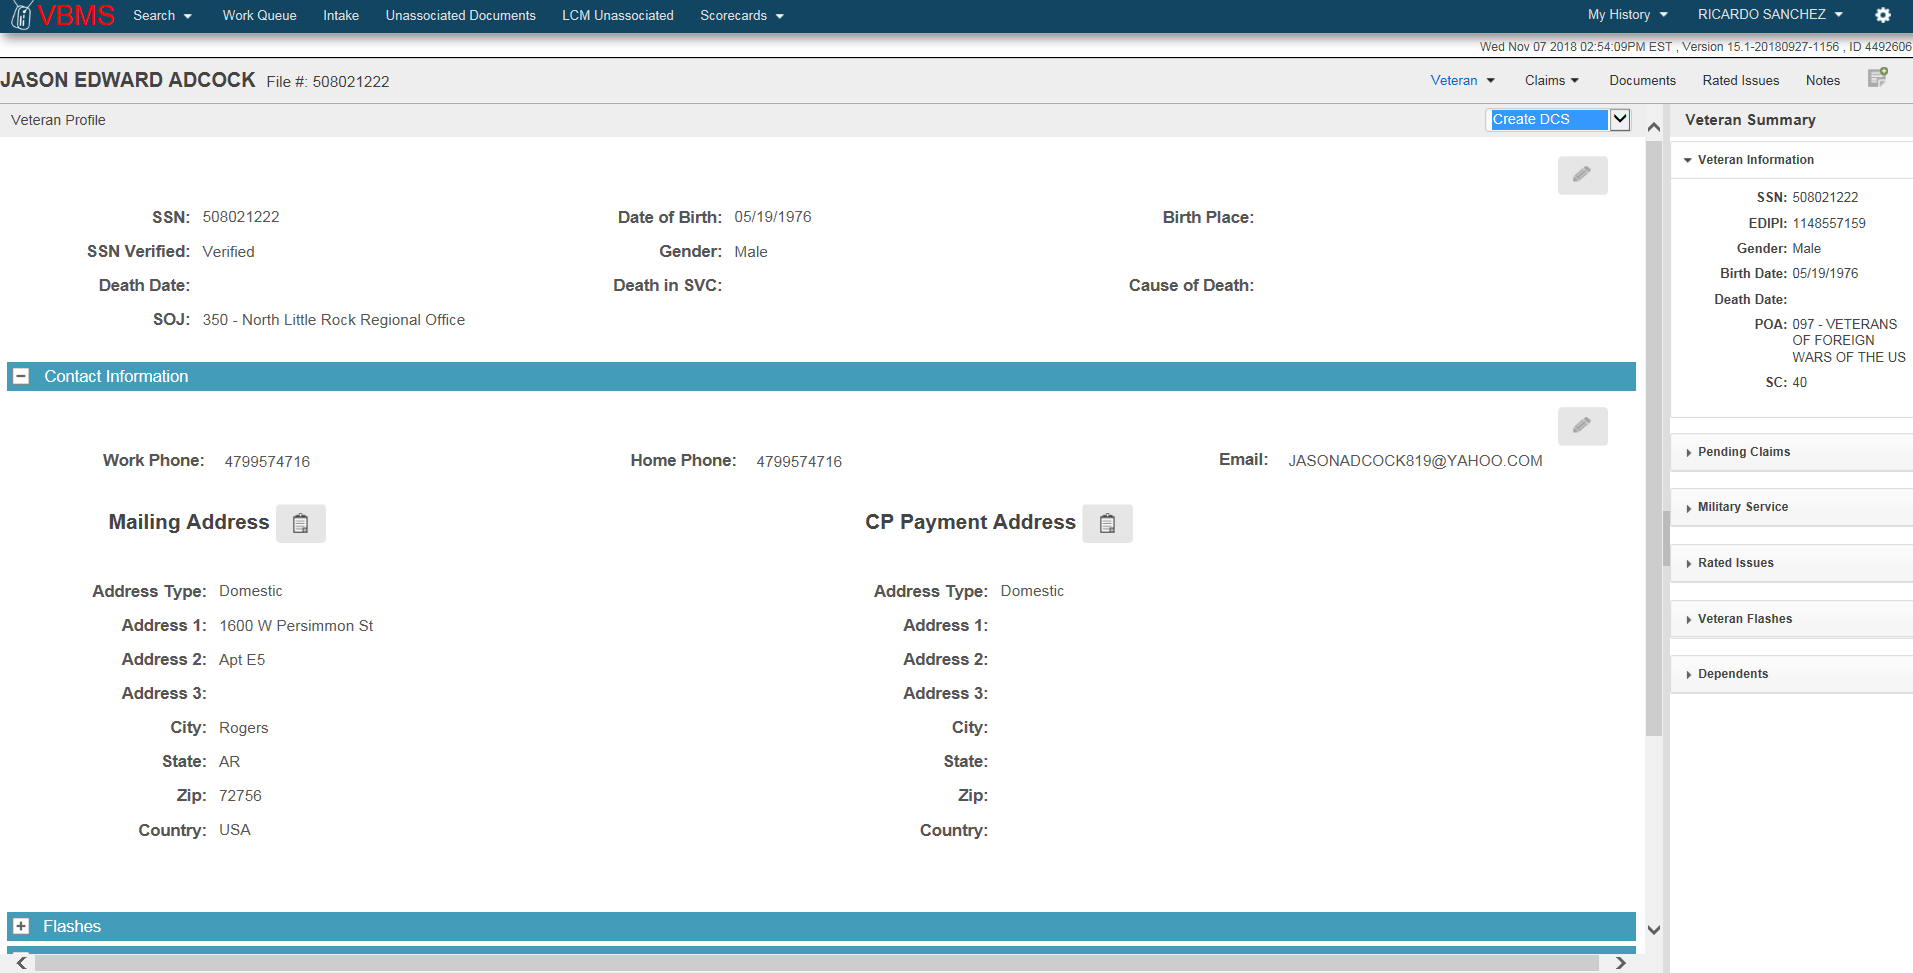 VBMS Search Work Queue Intake Unassociated Documents LCM Unassociated Scorecards My History RICARDO SANCHEZ
Wed Nov 07 2018 02:54:09PM EST , Version 15.1-20180927-1156 , ID 4492606
JASON EDWARD ADCOCK File #: 508021222 Veteran Claims Documents Rated Issues Notes
Veteran Profile Create DCS
SSN: 508021222 Date of Birth: 05/19/1976 Birth Place:
SSN Verified: Verified Gender: Male
Death Date: Death in SVC: Cause of Death:
SOJ: 350 - North Little Rock Regional Office
Contact Information
Work Phone: 4799574716 Home Phone: 4799574716 Email: JASONADCOCK819@YAHOO.COM
Mailing Address CP Payment Address
Address Type: Domestic Address Type: Domestic
Address 1: 1600 W Persimmon St Address 1:
Address 2: Apt E5 Address 2:
Address 3: Address 3:
City: Rogers City:
State: AR State:
Zip: 72756 Zip:
Country: USA Country:
Flashes
Veteran Summary
Veteran Information
SSN: 508021222
EDIPI: 1148557159
Gender: Male
Birth Date: 05/19/1976
Death Date:
POA: 097 - VETERANS
OF FOREIGN
WARS OF THE US
SC: 40
Pending Claims
Military Service
Rated Issues
Veteran Flashes
Dependents